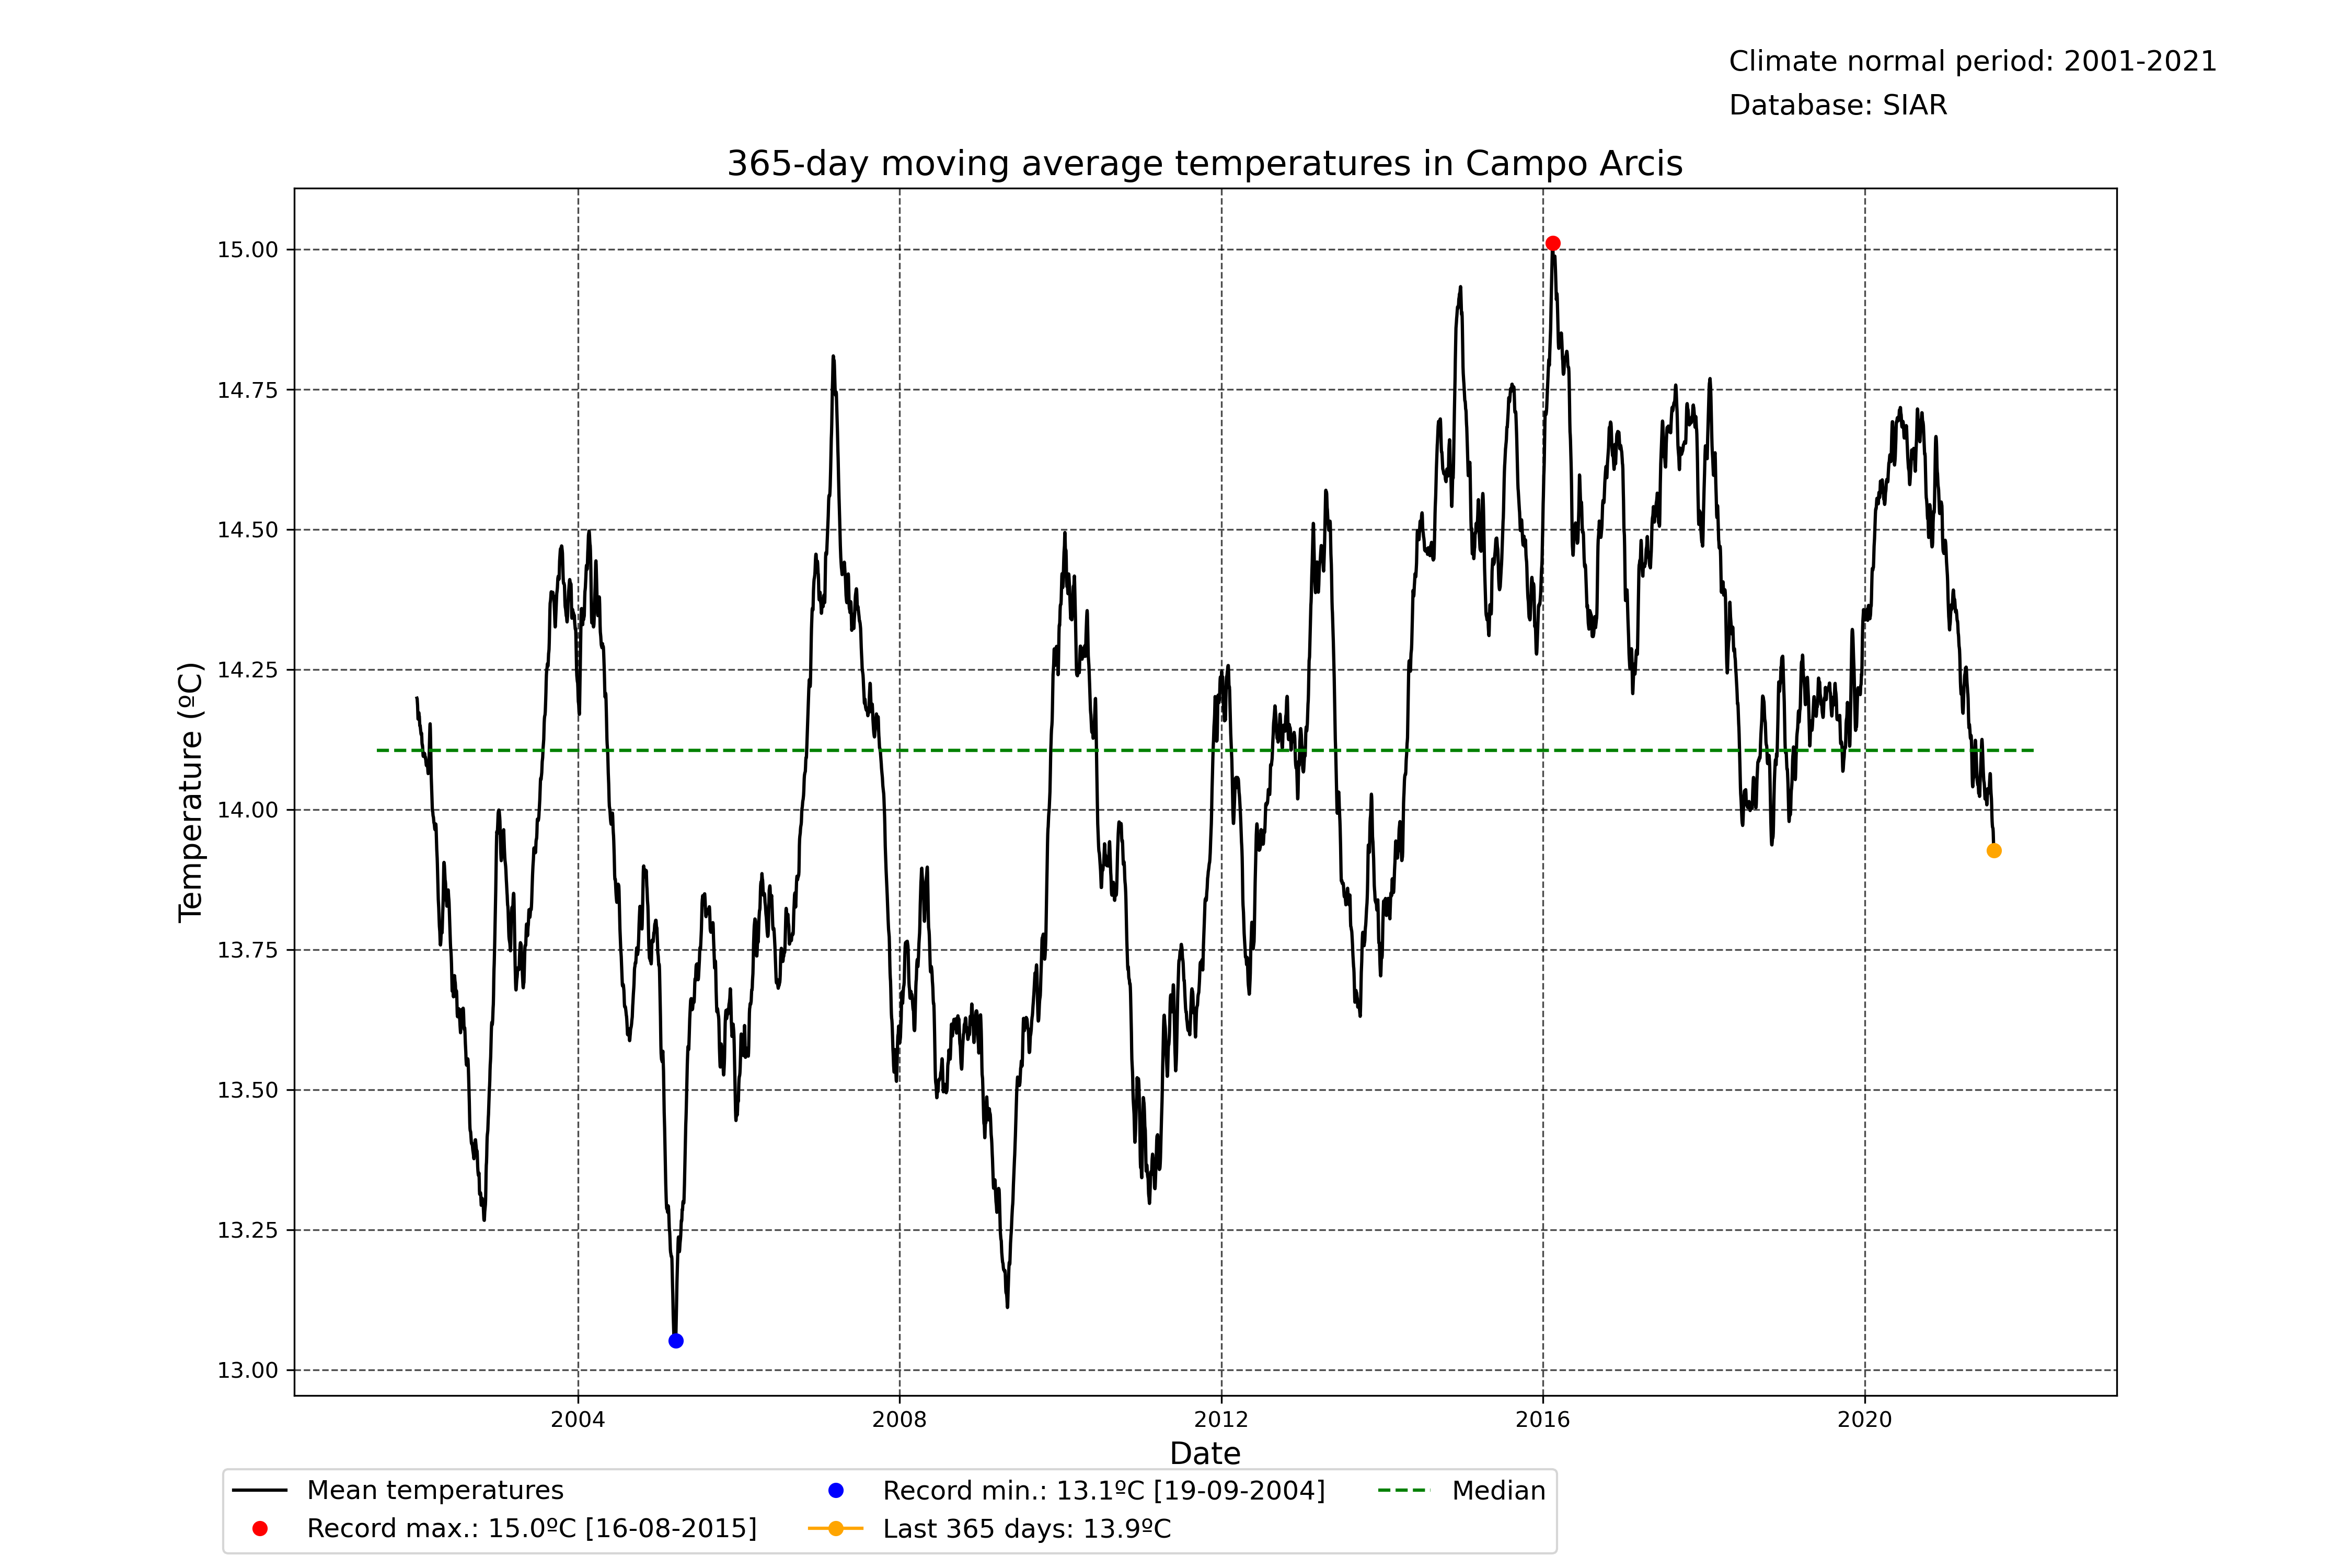 Climate normal period: 2001-2021
Database: SIAR
365-day moving average temperatures in Campo Arcis
Temperature (ºC)
15.00
14.75
14.50
14.25
14.00
13.75
13.50
13.25
13.00
2004 2008 2012 2016 2020
Date
Mean temperatures Record min.: 13.1ºC [19-09-2004] Median
Record max.: 15.0ºC [16-08-2015] Last 365 days: 13.9ºC